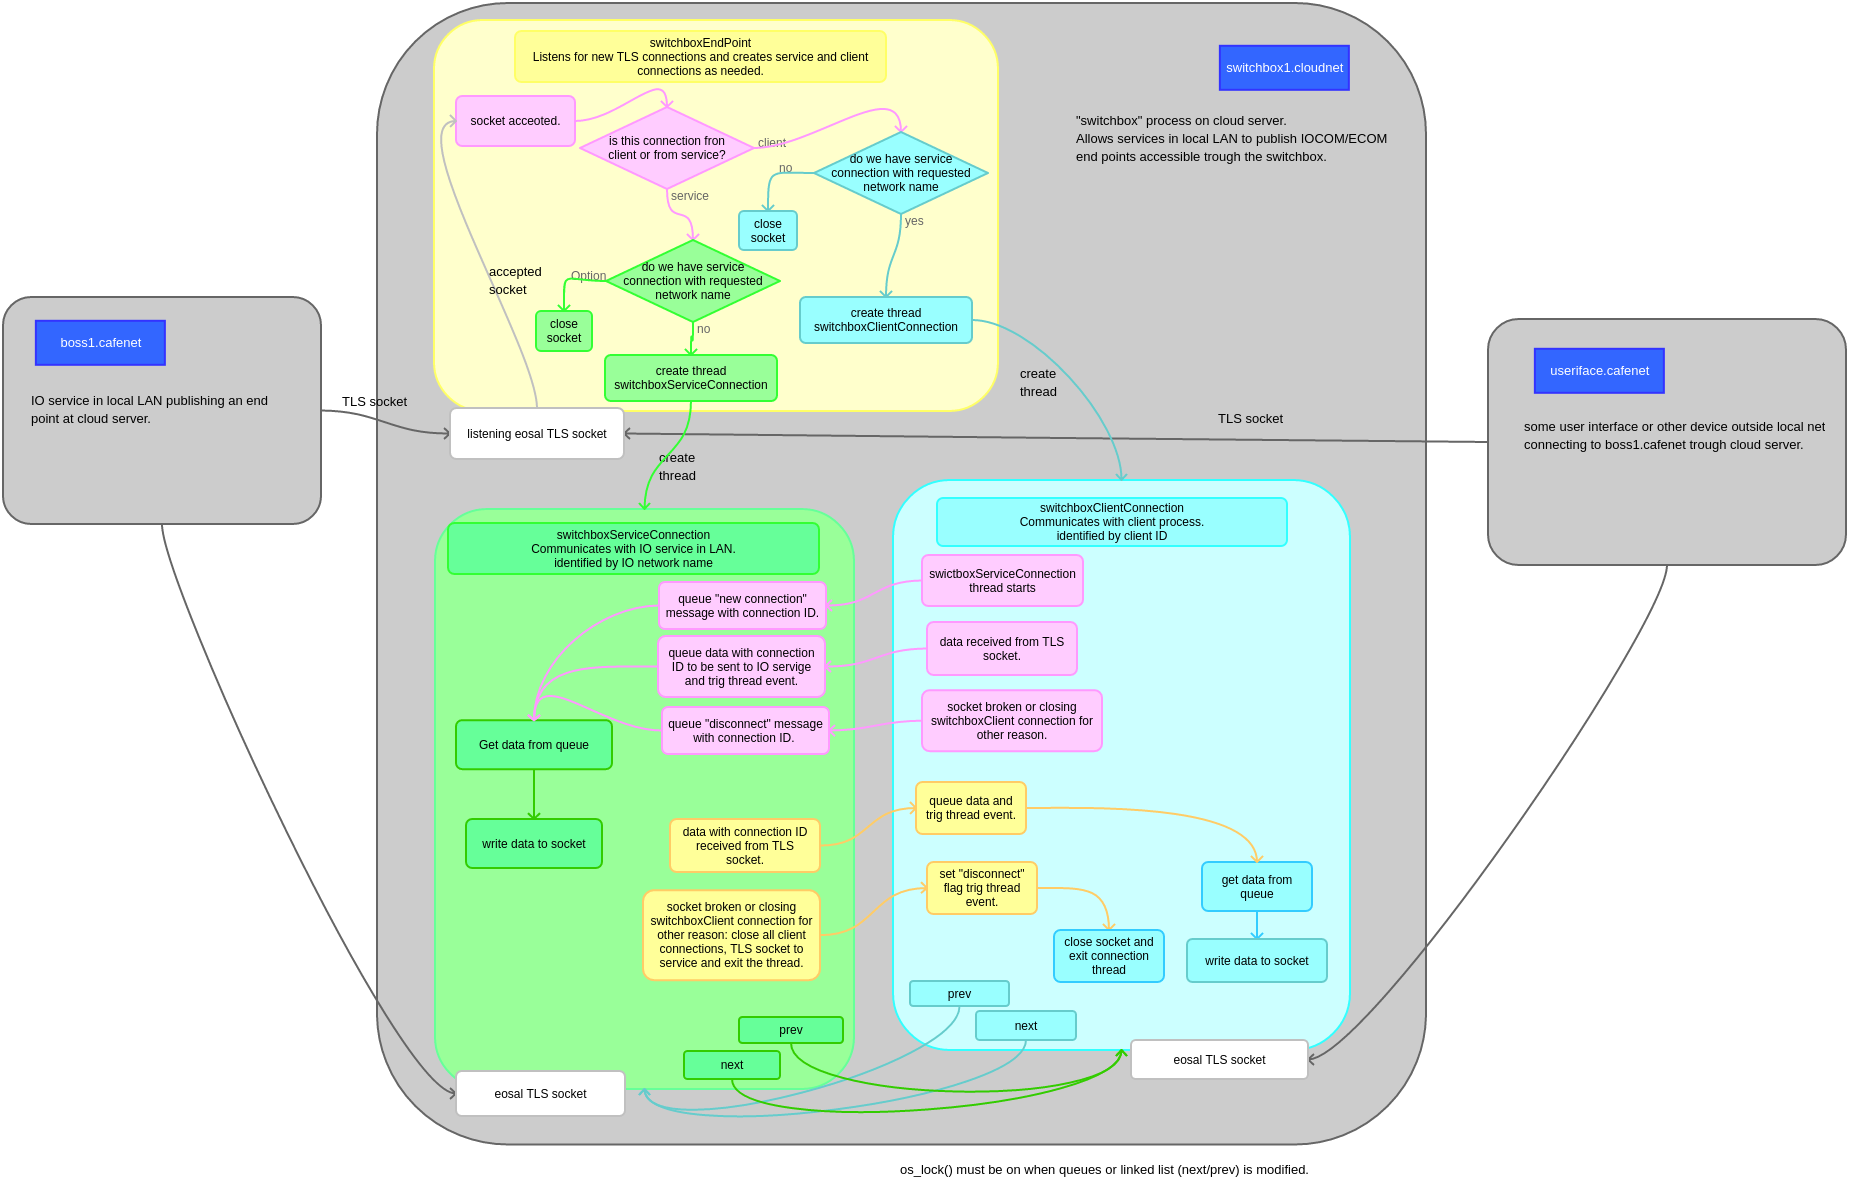 switchboxEndPoint
Listens for new TLS connections and creates service and client
connections as needed.
switchbox1.cloudnet
"switchbox" process on cloud server.
Allows services in local LAN to publish IOCOM/ECOM
end points accessible trough the switchbox.
socket acceoted.
is this connection fron
client or from service?
client
do we have service
connection with requested
network name
no
close
socket
yes
service
do we have service
connection with requested
network name
Option
close
socket
no
create thread
switchboxServiceConnection
create thread
switchboxClientConnection
accepted
socket
boss1.cafenet
IO service in local LAN publishing an end
point at cloud server.
TLS socket
listening eosal TLS socket
create
thread
create
thread
TLS socket
useriface.cafenet
some user interface or other device outside local net
connecting to boss1.cafenet trough cloud server.
switchboxServiceConnection
Communicates with IO service in LAN.
identified by IO network name
queue "new connection"
message with connection ID.
queue data with connection
ID to be sent to IO servige
and trig thread event.
queue "disconnect" message
with connection ID.
Get data from queue
write data to socket
data with connection ID
received from TLS
socket.
socket broken or closing
switchboxClient connection for
other reason: close all client
connections, TLS socket to
service and exit the thread.
prev
next
eosal TLS socket
switchboxClientConnection
Communicates with client process.
identified by client ID
swictboxServiceConnection
thread starts
data received from TLS
socket.
socket broken or closing
switchboxClient connection for
other reason.
queue data and
trig thread event.
set "disconnect"
flag trig thread
event.
get data from
queue
close socket and
exit connection
thread
write data to socket
prev
next
eosal TLS socket
os_lock() must be on when queues or linked list (next/prev) is modified.